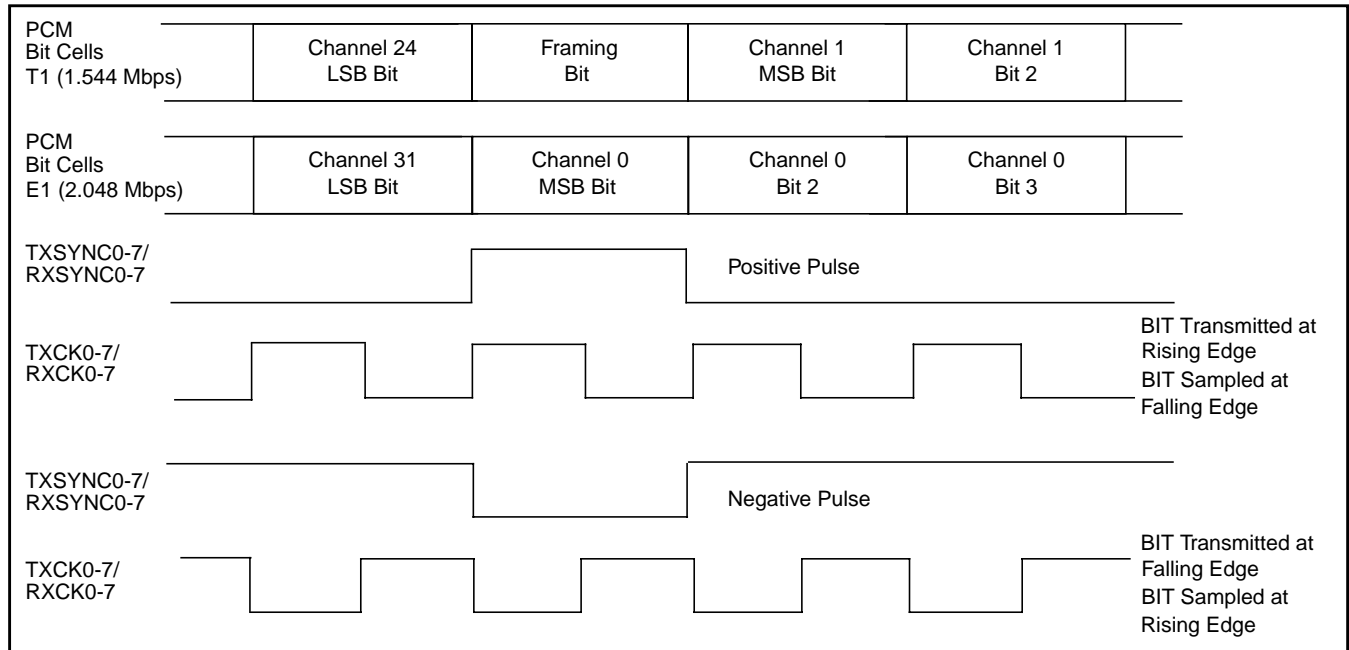 PCM
Bit Cells
T1 (1.544 Mbps)
Channel 24
LSB Bit
Framing
Bit
Channel 1
MSB Bit
Channel 1
Bit 2
PCM
Bit Cells
E1 (2.048 Mbps)
Channel 31
LSB Bit
Channel 0
MSB Bit
Channel 0
Bit 2
Channel 0
Bit 3
TXSYNC0-7/
RXSYNC0-7
Positive Pulse
TXCK0-7/
RXCK0-7
BIT Transmitted at
Rising Edge
BIT Sampled at
Falling Edge
TXSYNC0-7/
RXSYNC0-7
Negative Pulse
TXCK0-7/
RXCK0-7
BIT Transmitted at
Falling Edge
BIT Sampled at
Rising Edge